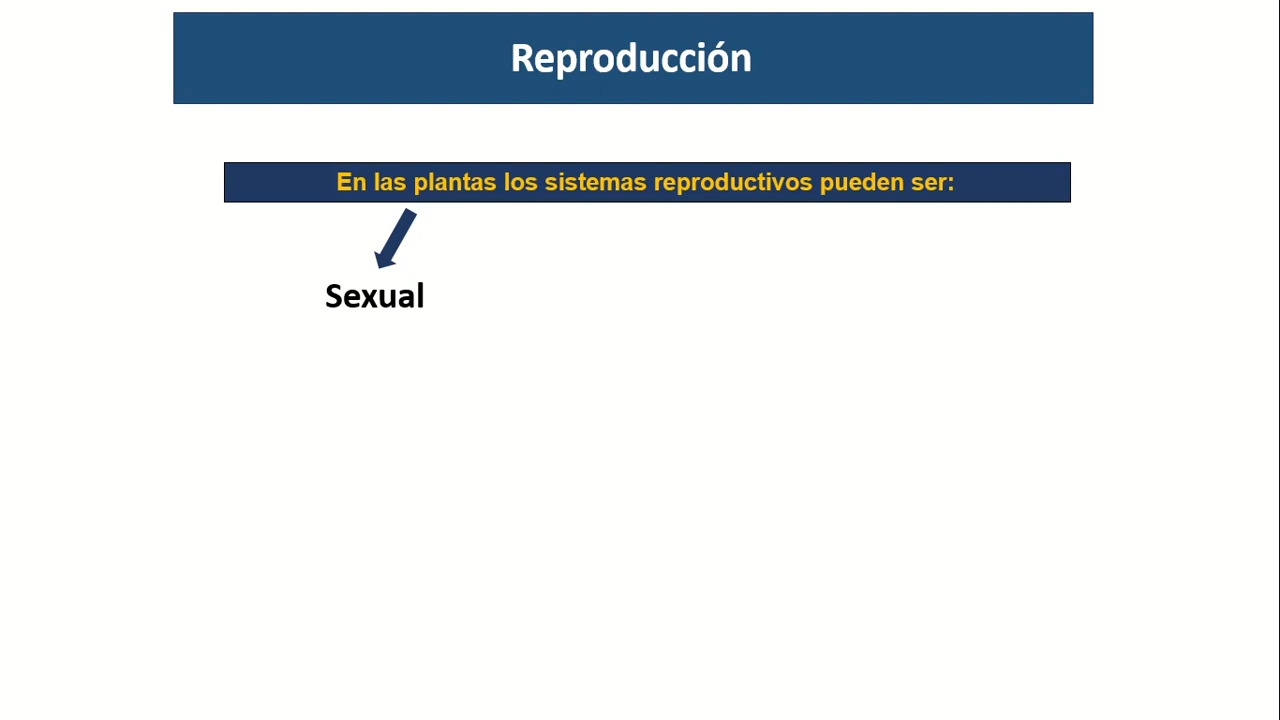 Reproducción
En las plantas los sistemas reproductivos pueden ser:
Sexual